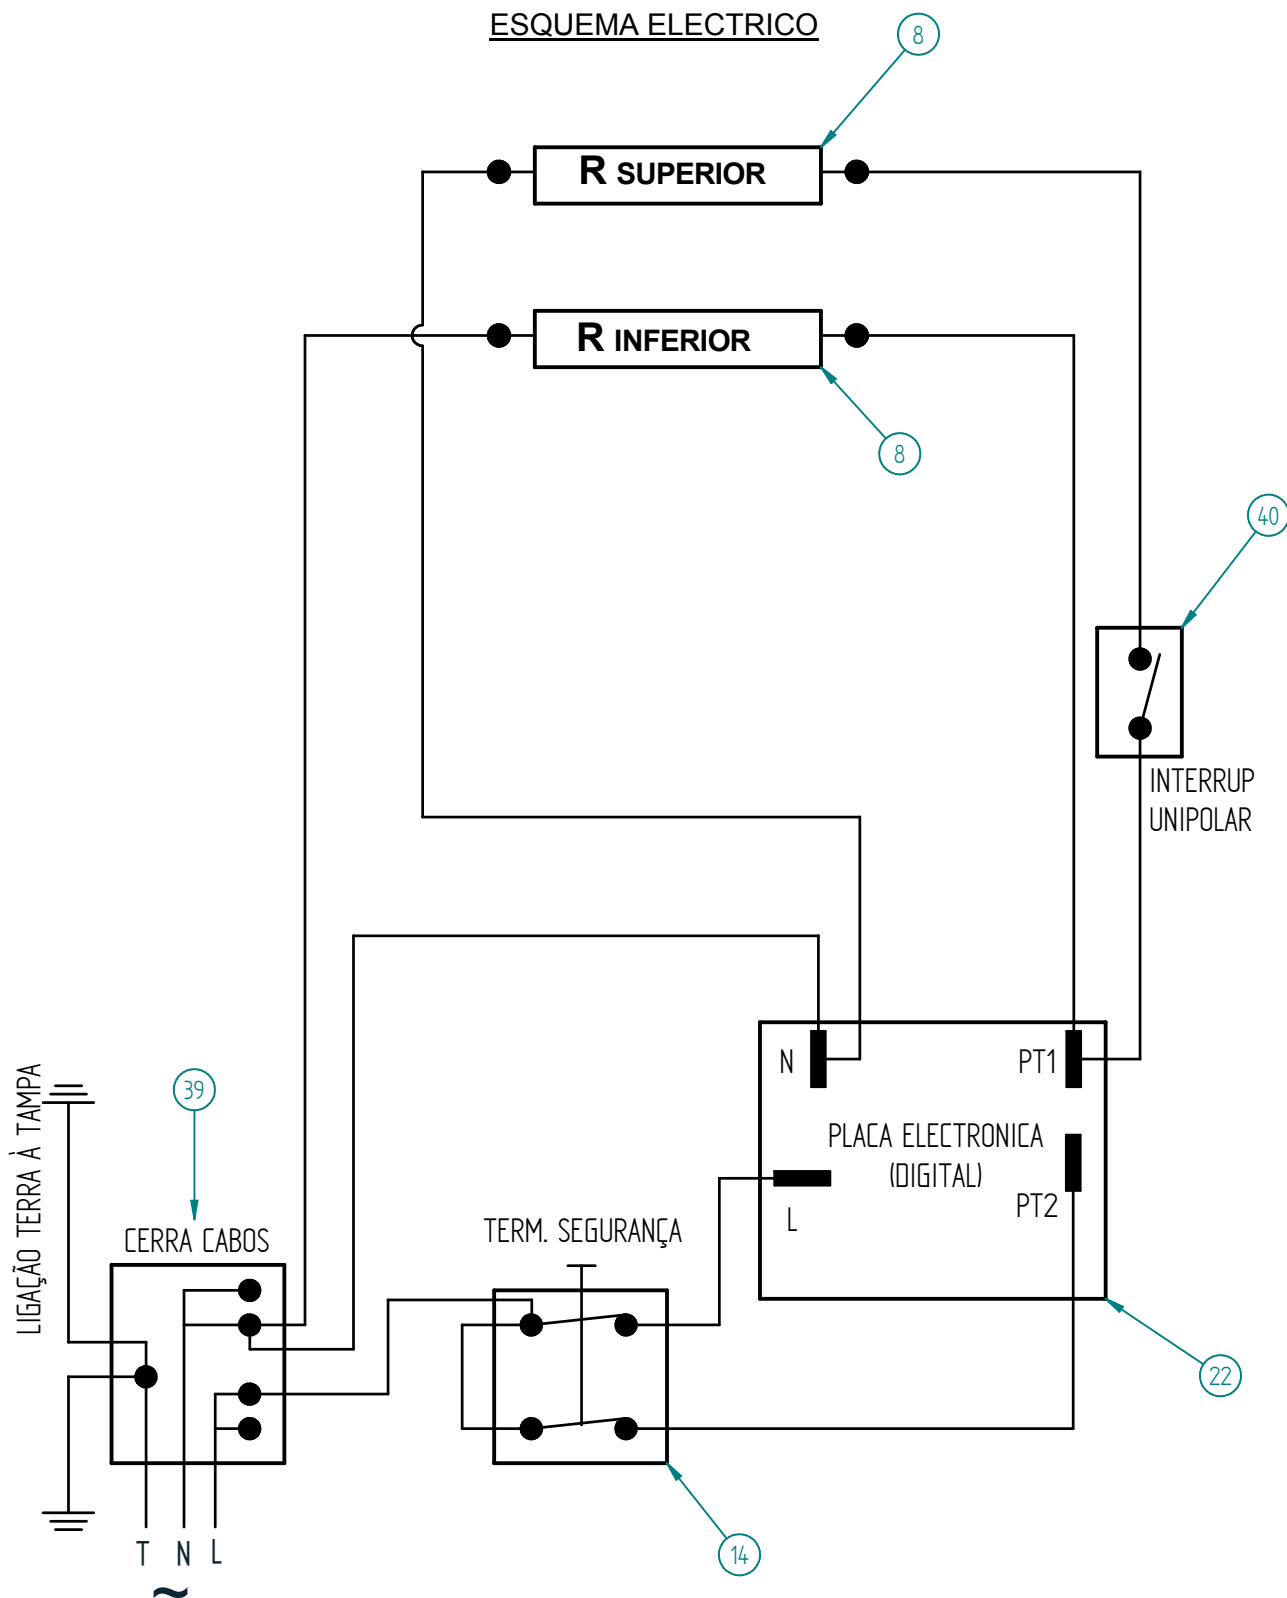 ESQUEMA ELECTRICO
8
R SUPERIOR
R INFERIOR
8
40
INTERRUP
UNIPOLAR
N
PT1
PLACA ELECTRONICA
(DIGITAL)
PT2
L
22
LIGAÇÃO TERRA À TAMPA
39
CERRA CABOS
TERM. SEGURANÇA
14
T N L
~